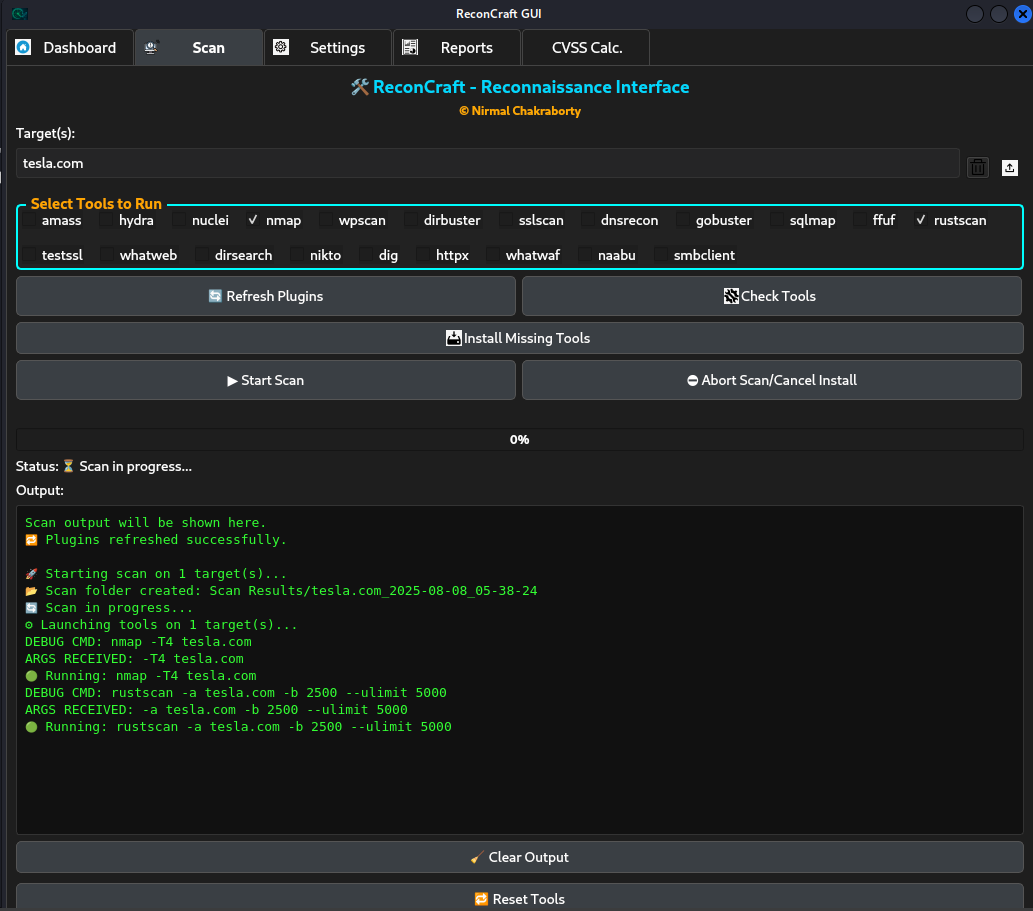 ReconCraft GUI
Dashboard Scan Settings Reports CVSS Calc.
🛠️ ReconCraft - Reconnaissance Interface
© Nirmal Chakraborty
Target(s):
tesla.com
Select Tools to Run
amass hydra nuclei ✓ nmap wpscan dirbuster sslscan dnsrecon gobuster sqlmap ffuf ✓ rustscan
testssl whatweb dirsearch nikto dig httpx whatwaf naabu smbclient
🔄 Refresh Plugins Check Tools
Install Missing Tools
▶ Start Scan ⛔ Abort Scan/Cancel Install
0%
Status: ⏳ Scan in progress...
Output:
Scan output will be shown here.
🔁 Plugins refreshed successfully.
🚀 Starting scan on 1 target(s)...
📂 Scan folder created: Scan Results/tesla.com_2025-08-08_05-38-24
🔄 Scan in progress...
⚙ Launching tools on 1 target(s)...
DEBUG CMD: nmap -T4 tesla.com
ARGS RECEIVED: -T4 tesla.com
🟢 Running: nmap -T4 tesla.com
DEBUG CMD: rustscan -a tesla.com -b 2500 --ulimit 5000
ARGS RECEIVED: -a tesla.com -b 2500 --ulimit 5000
🟢 Running: rustscan -a tesla.com -b 2500 --ulimit 5000
🧹 Clear Output
🔁 Reset Tools